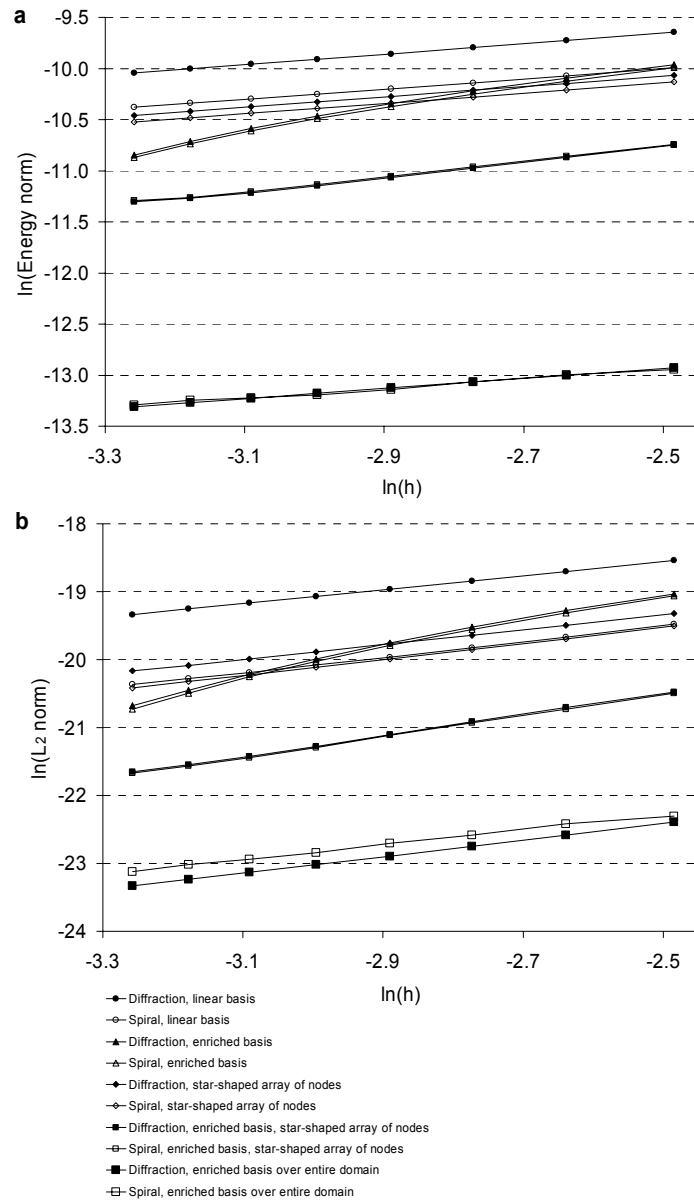 a
-9.5
-10.0
-10.5
-11.0
-11.5
-12.0
-12.5
-13.0
-13.5
ln(Energy norm)
-3.3 -3.1 -2.9 -2.7 -2.5
ln(h)
b
-18
-19
-20
-21
-22
-23
-24
ln(L2 norm)
-3.3 -3.1 -2.9 -2.7 -2.5
ln(h)
Diffraction, linear basis
Spiral, linear basis
Diffraction, enriched basis
Spiral, enriched basis
Diffraction, star-shaped array of nodes
Spiral, star-shaped array of nodes
Diffraction, enriched basis, star-shaped array of nodes
Spiral, enriched basis, star-shaped array of nodes
Diffraction, enriched basis over entire domain
Spiral, enriched basis over entire domain